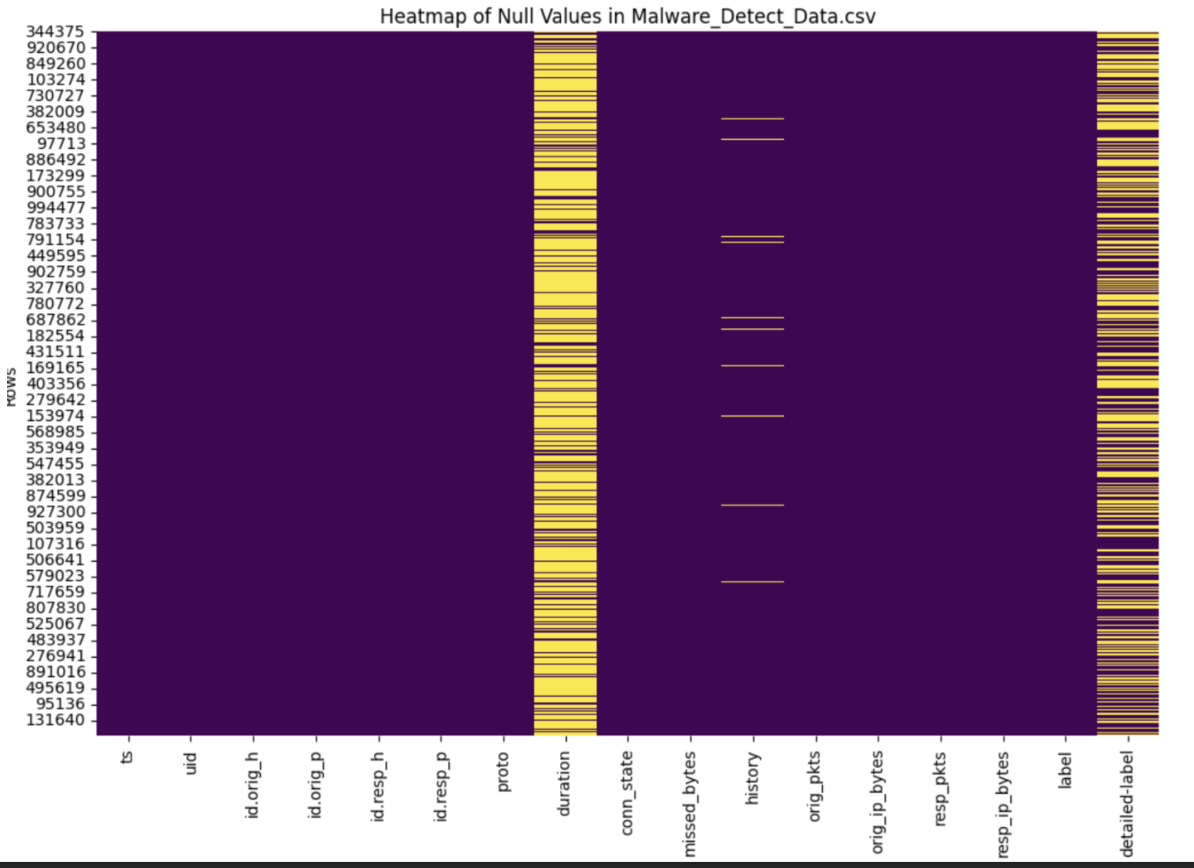 Heatmap of Null Values in Malware_Detect_Data.csv
344375
920670
849260
103274
730727
382009
653480
97713
886492
173299
900755
994477
783733
791154
449595
902759
327760
780772
687862
182554
431511
169165
403356
279642
153974
568985
353949
547455
382013
874599
927300
503959
107316
506641
579023
717659
807830
525067
483937
276941
891016
495619
95136
131640
Rows
ts
uid
id.orig_h
id.orig_p
id.resp_h
id.resp_p
proto
duration
conn_state
missed_bytes
history
orig_pkts
orig_ip_bytes
resp_pkts
resp_ip_bytes
label
detailed-label